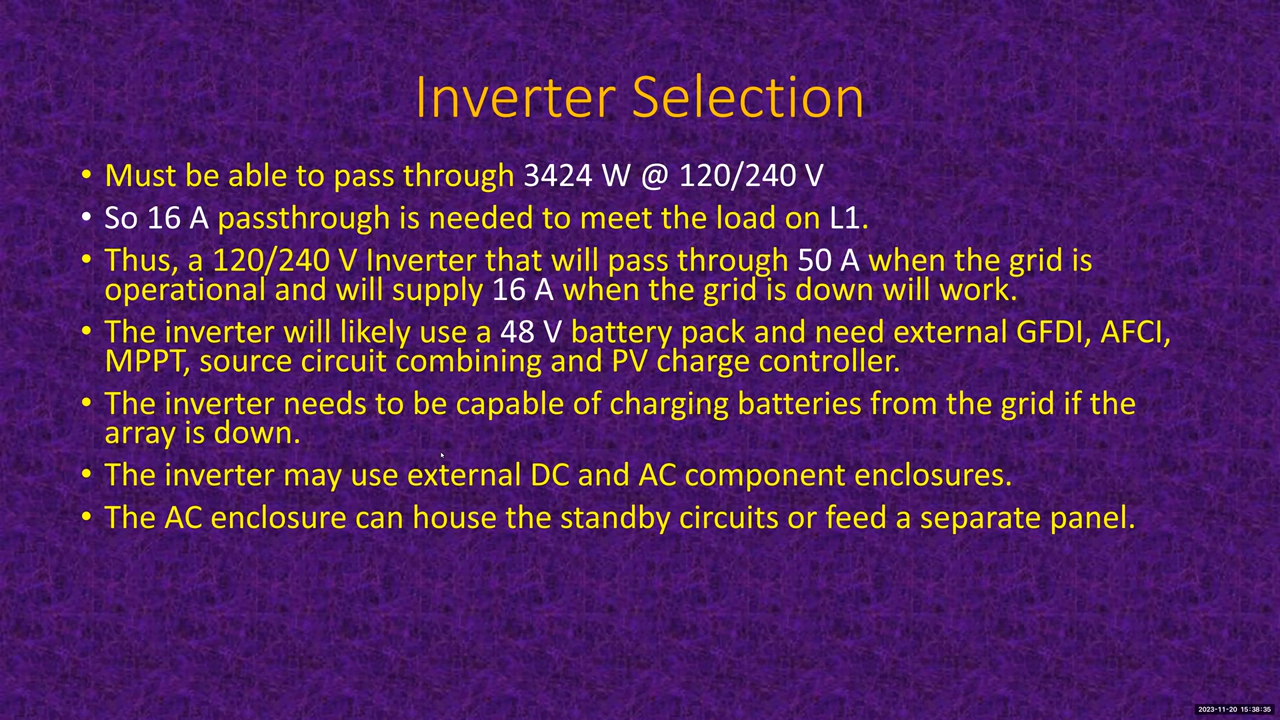 Inverter Selection
• Must be able to pass through 3424 W @ 120/240 V
• So 16 A passthrough is needed to meet the load on L1.
• Thus, a 120/240 V Inverter that will pass through 50 A when the grid is
operational and will supply 16 A when the grid is down will work.
• The inverter will likely use a 48 V battery pack and need external GFDI, AFCI,
MPPT, source circuit combining and PV charge controller.
• The inverter needs to be capable of charging batteries from the grid if the
array is down.
• The inverter may use external DC and AC component enclosures.
• The AC enclosure can house the standby circuits or feed a separate panel.
2023-11-20 15:38:35